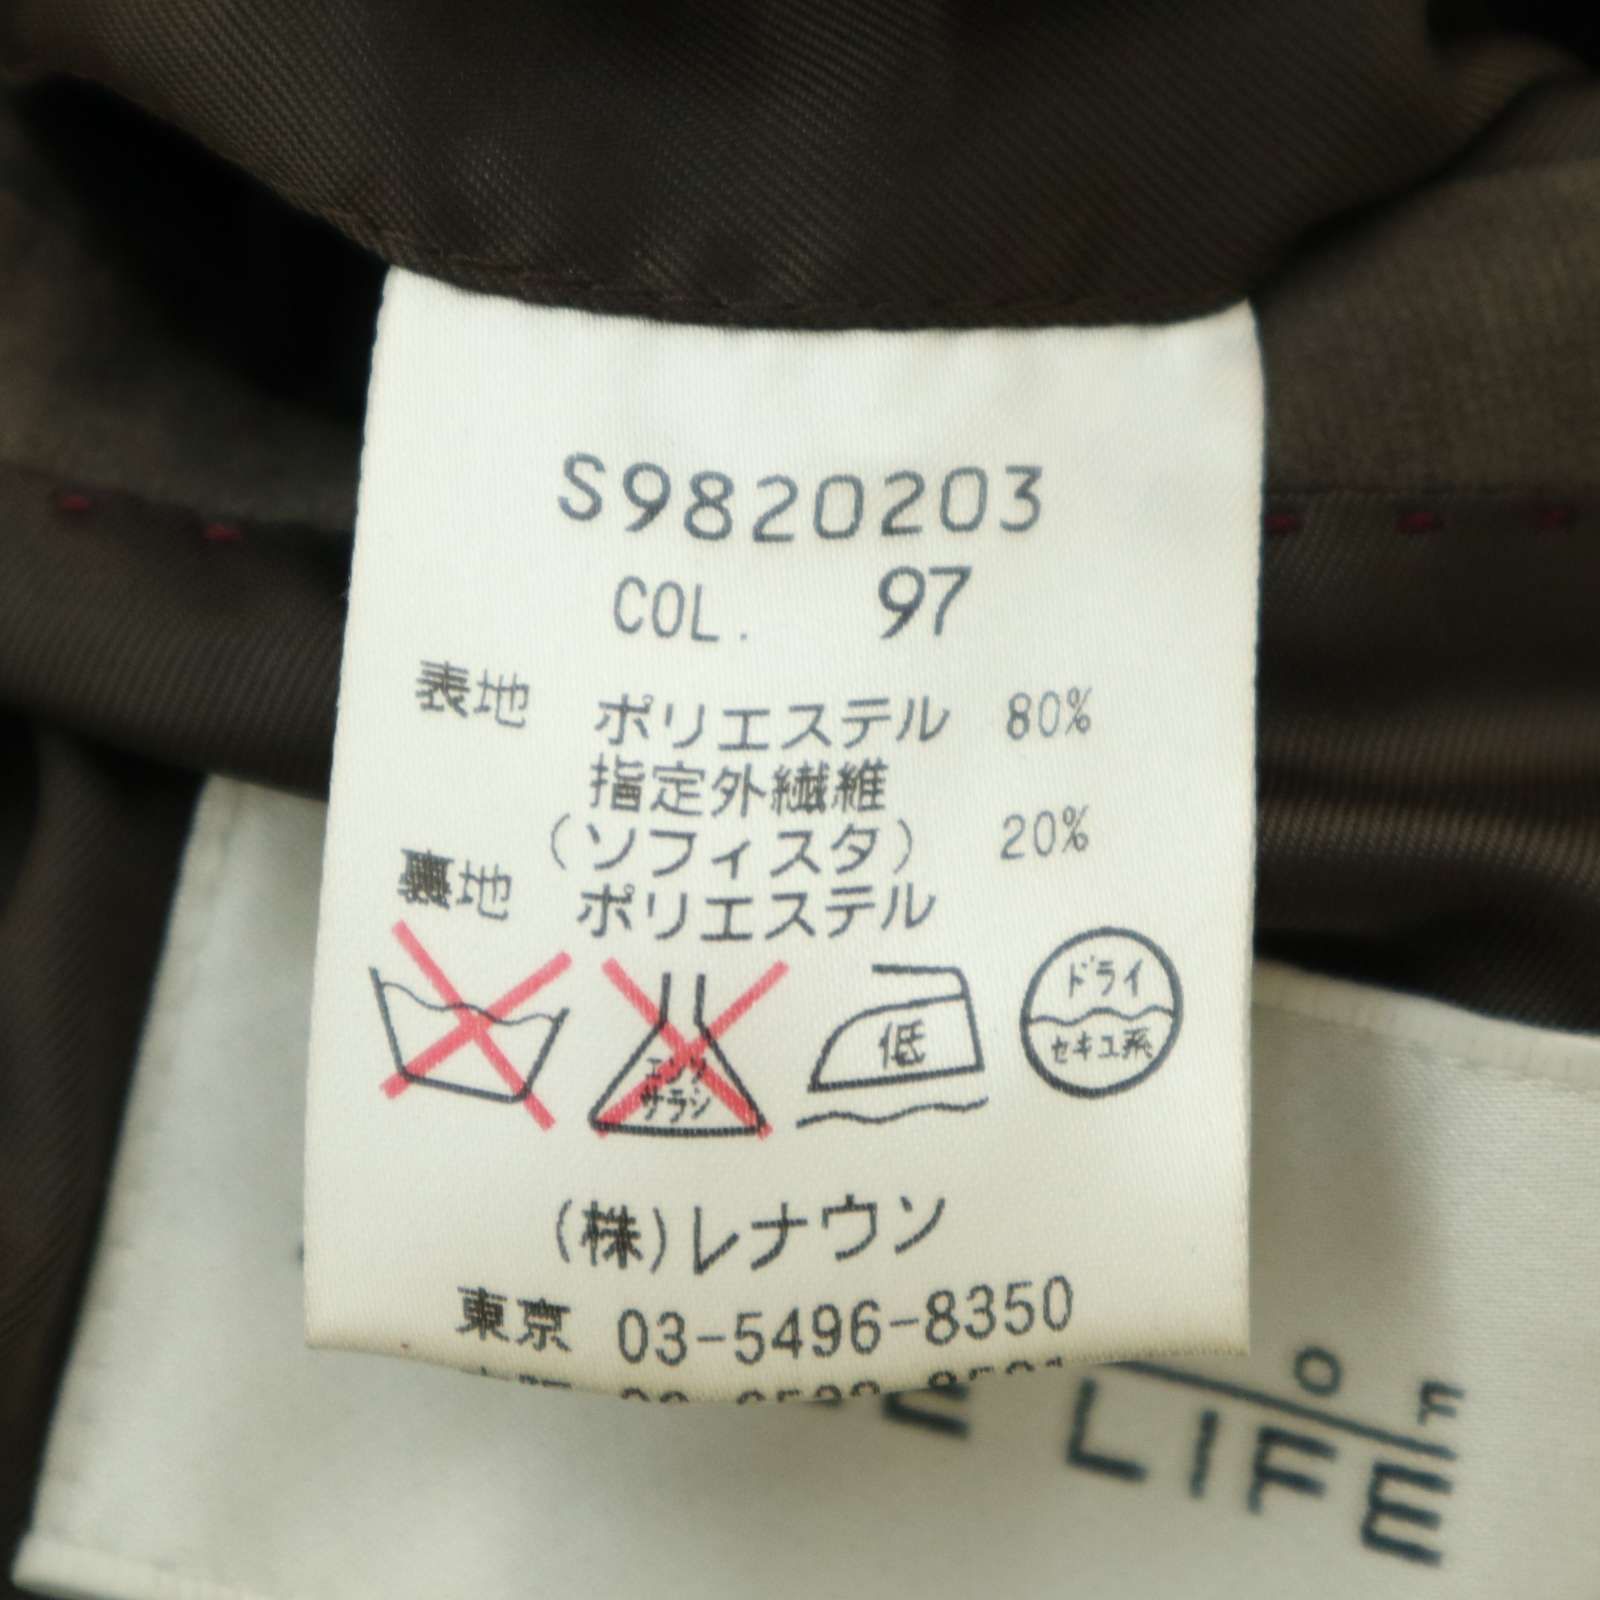 S9820203
COL. 97
表地 ポリエステル 80%
指定外繊維
(ソフィスタ) 20%
裏地 ポリエステル
エンソ
サラシ
低
ドライ
セキユ系
(株)レナウン
東京 03-5496-8350
OF
LIFE